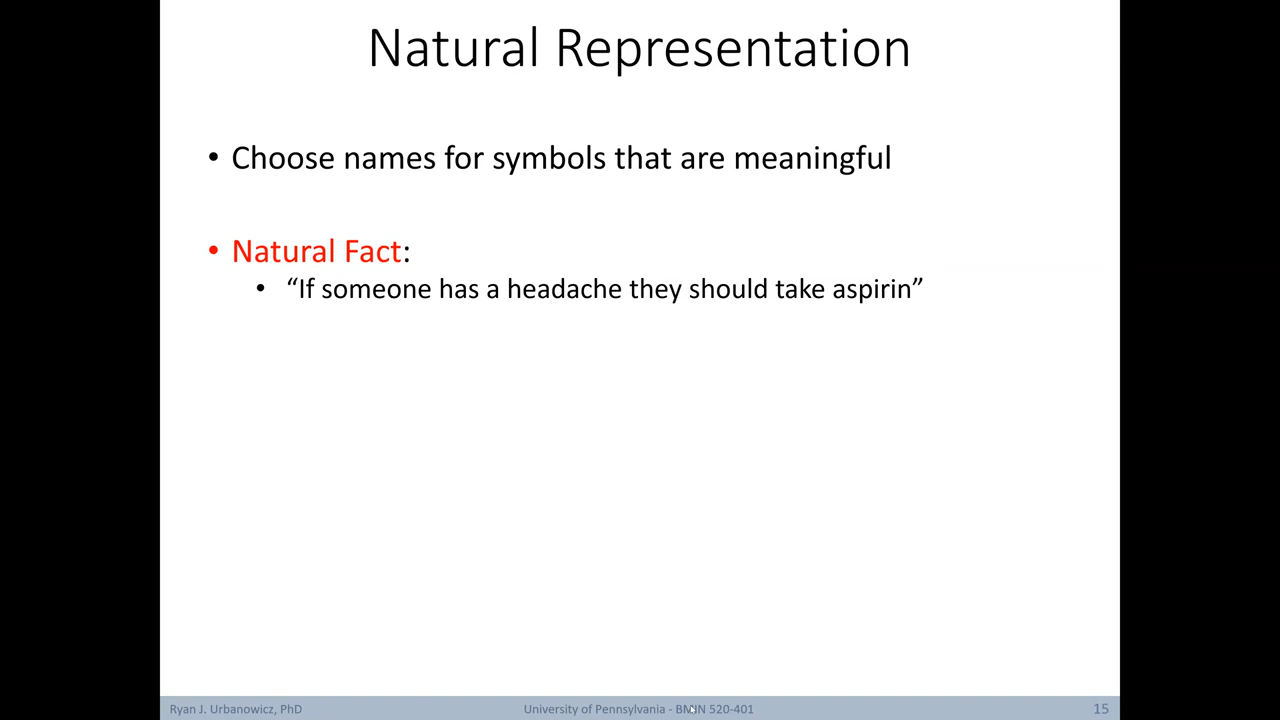 Natural Representation
• Choose names for symbols that are meaningful
• Natural Fact:
• “If someone has a headache they should take aspirin”
Ryan J. Urbanowicz, PhD
University of Pennsylvania - BMIN 520-401
15